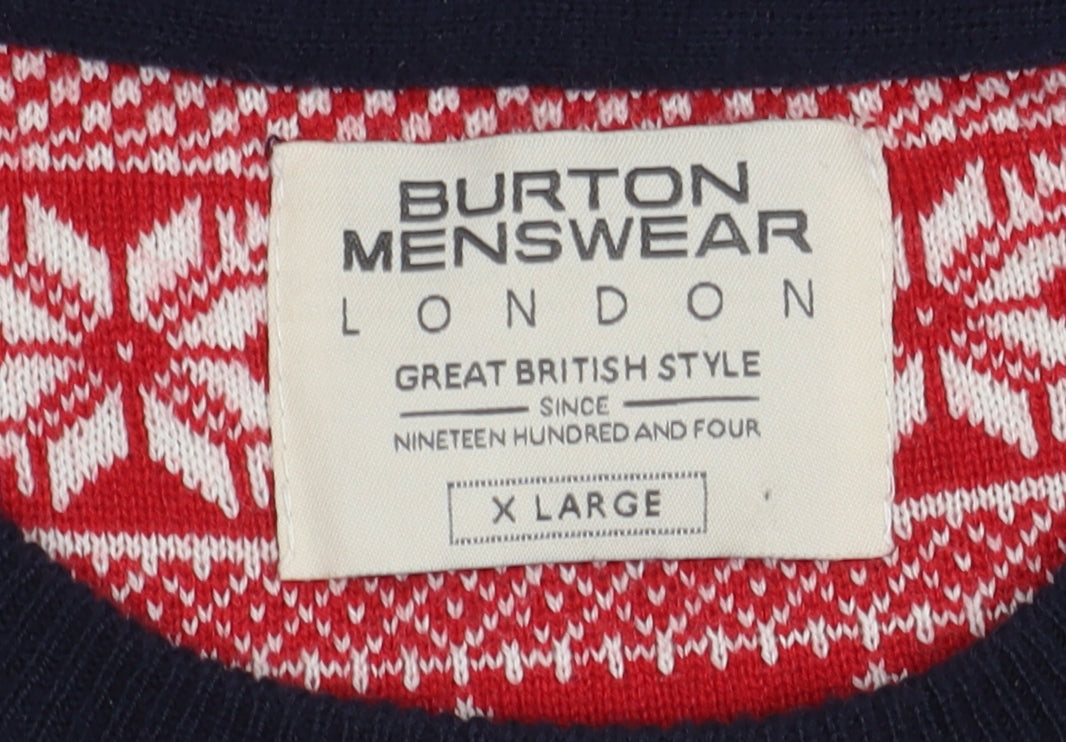 BURTON
MENSWEAR
LONDON
GREAT BRITISH STYLE
SINCE
NINETEEN HUNDRED AND FOUR
X LARGE